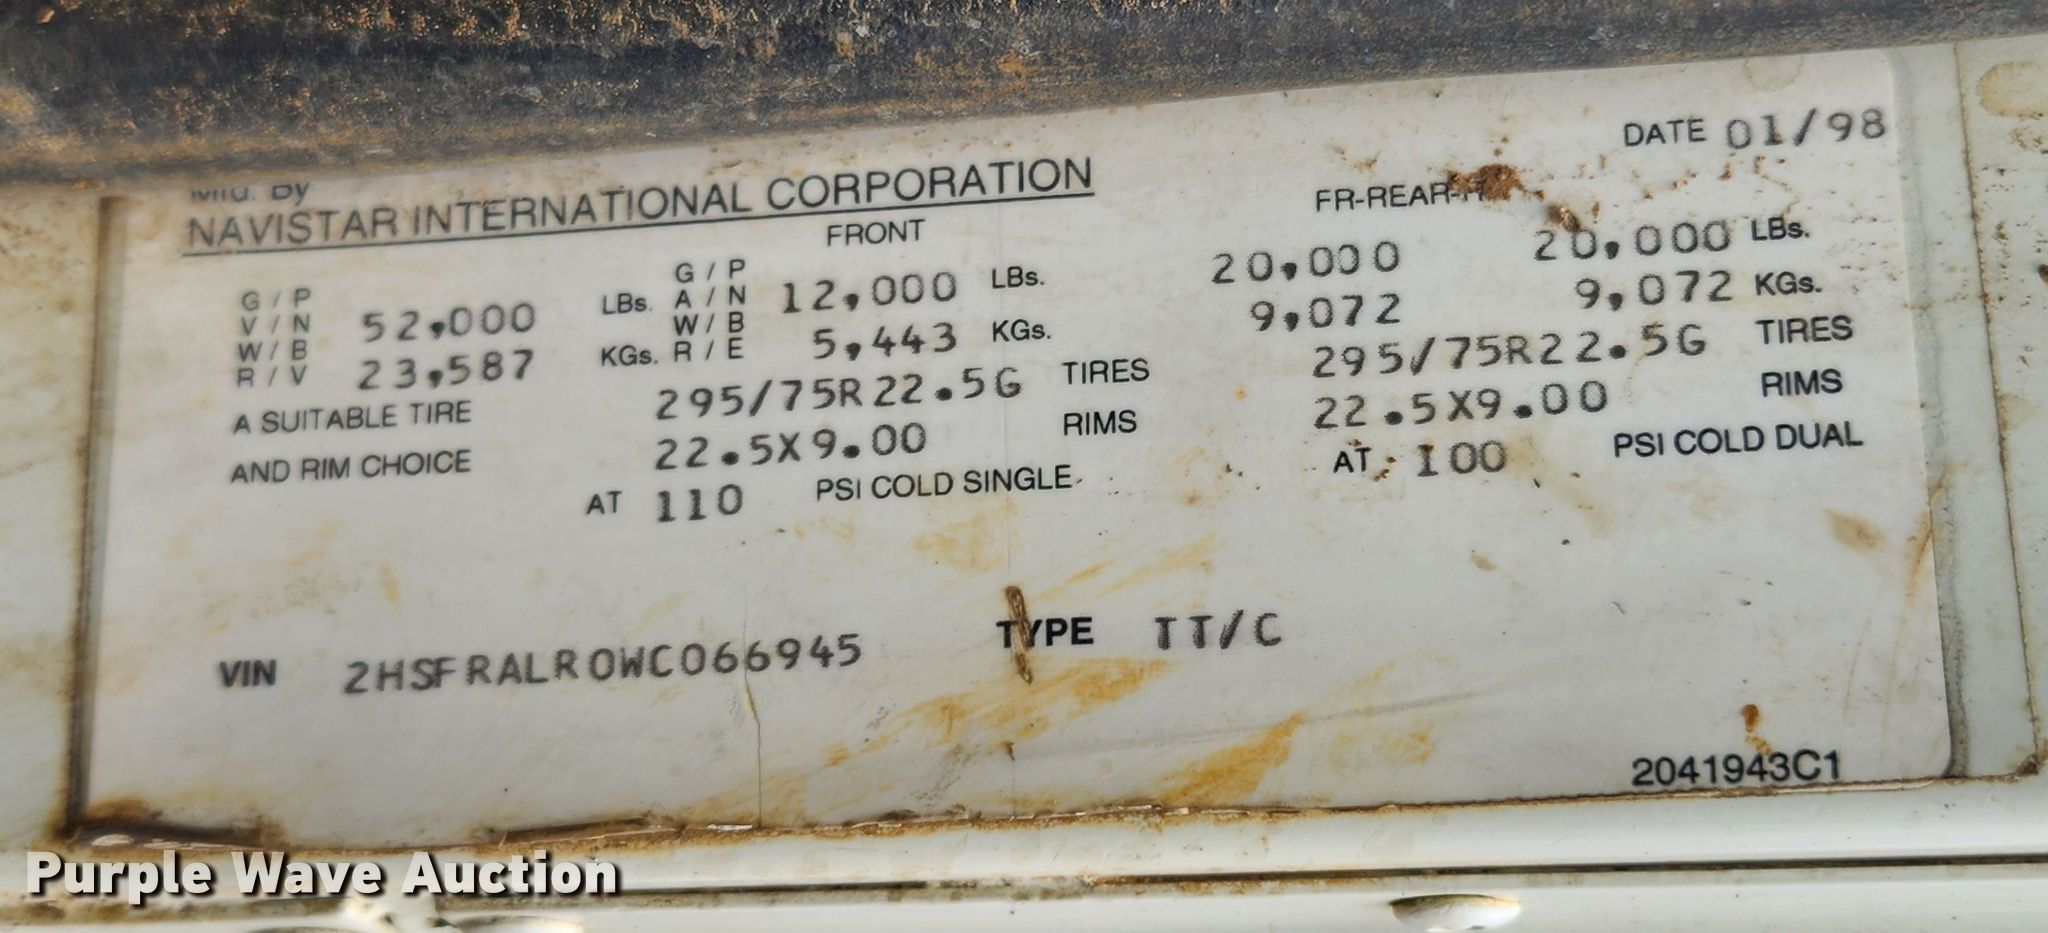 DATE 01/98
Mfd. By
NAVISTAR INTERNATIONAL CORPORATION
FRONT FR-REAR-R
G / P 52,000 LBs. G / P 12,000 LBs. 20,000 20,000 LBs.
V / N A / N
W / B 23,587 KGs. W / B 5,443 KGs. 9,072 9,072 KGs.
R / V R / E
A SUITABLE TIRE 295/75R22.5G TIRES 295/75R22.5G TIRES
AND RIM CHOICE 22.5X9.00 RIMS 22.5X9.00 RIMS
AT 110 PSI COLD SINGLE AT 100 PSI COLD DUAL
VIN 2HSFRALR0WC066945 TYPE TT/C
2041943C1
Purple Wave Auction